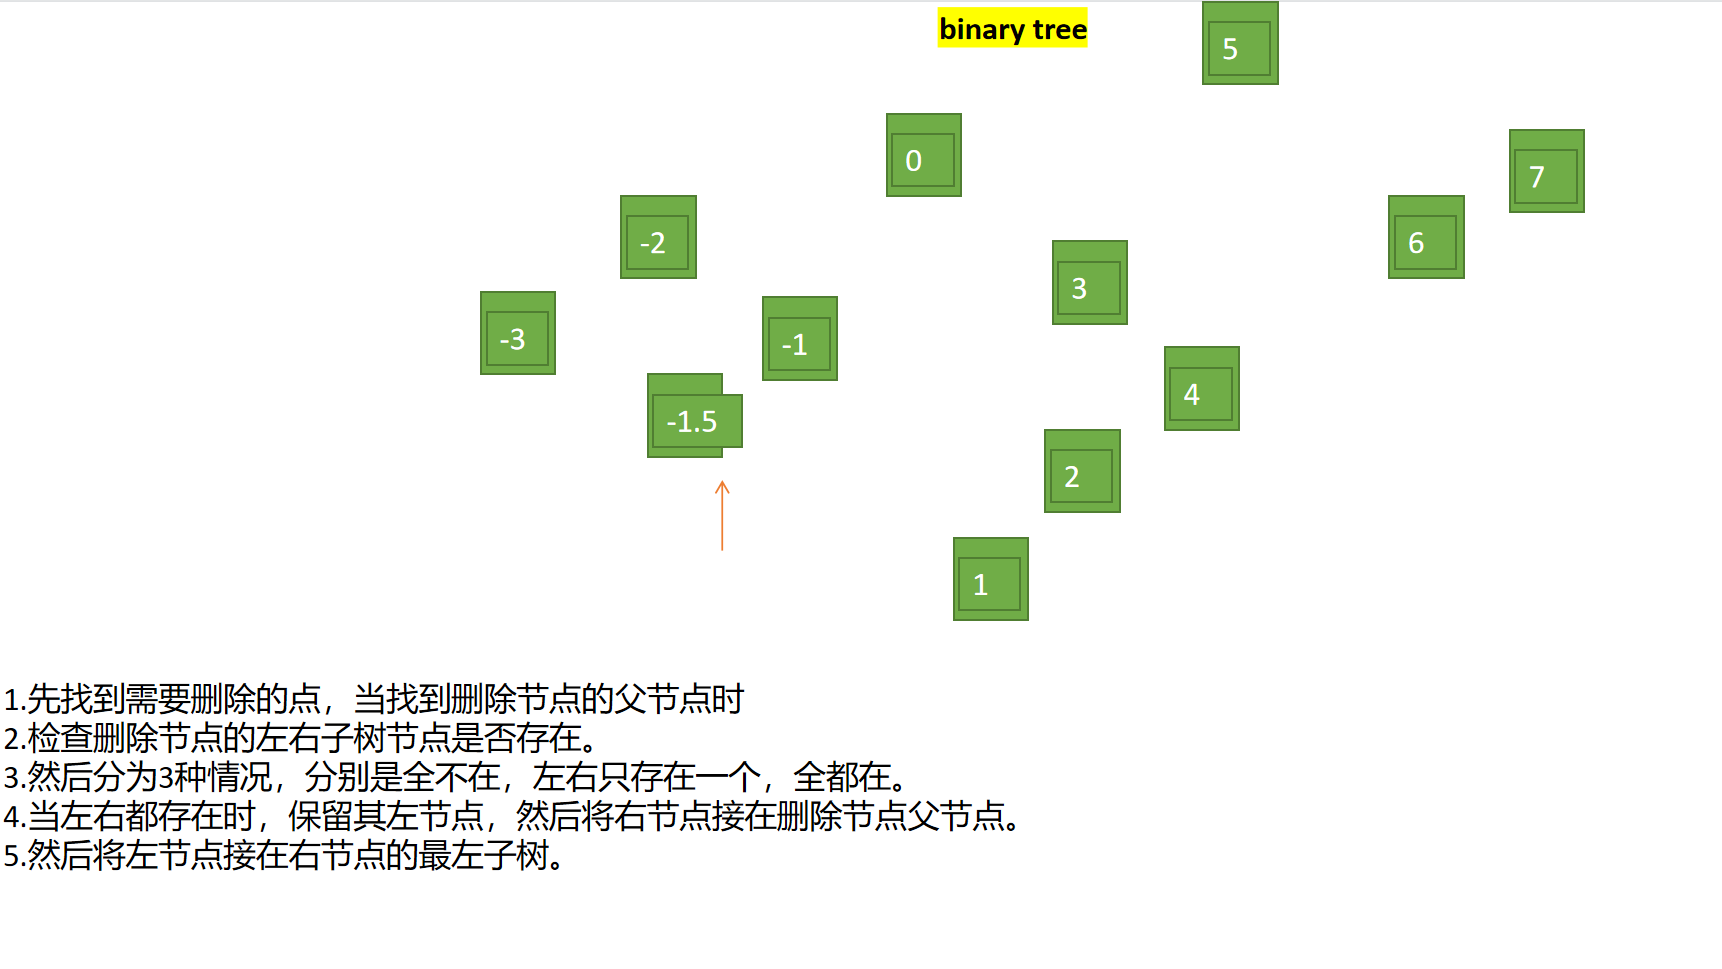 binary tree
5
0
7
-2
6
3
-3
-1
4
-1.5
2
1
1.先找到需要删除的点，当找到删除节点的父节点时
2.检查删除节点的左右子树节点是否存在。
3.然后分为3种情况，分别是全不在，左右只存在一个，全都在。
4.当左右都存在时，保留其左节点，然后将右节点接在删除节点父节点。
5.然后将左节点接在右节点的最左子树。